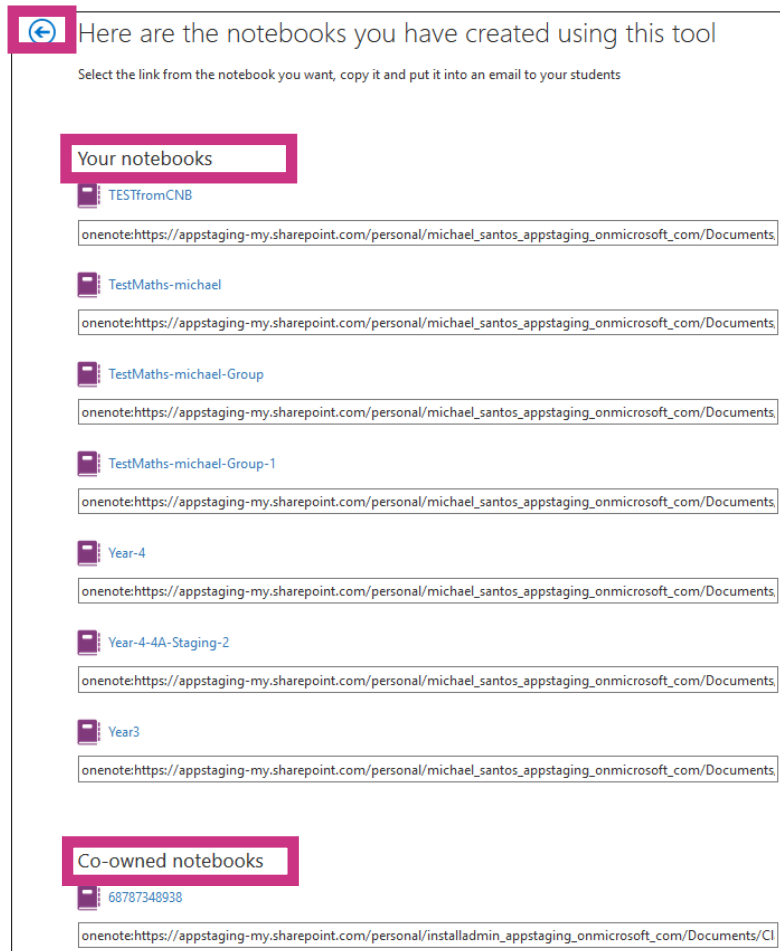 Here are the notebooks you have created using this tool
Select the link from the notebook you want, copy it and put it into an email to your students
Your notebooks
TESTfromCNB
onenote:https://appstaging-my.sharepoint.com/personal/michael_santos_appstaging_onmicrosoft_com/Documents/
TestMaths-michael
onenote:https://appstaging-my.sharepoint.com/personal/michael_santos_appstaging_onmicrosoft_com/Documents/
TestMaths-michael-Group
onenote:https://appstaging-my.sharepoint.com/personal/michael_santos_appstaging_onmicrosoft_com/Documents/
TestMaths-michael-Group-1
onenote:https://appstaging-my.sharepoint.com/personal/michael_santos_appstaging_onmicrosoft_com/Documents/
Year-4
onenote:https://appstaging-my.sharepoint.com/personal/michael_santos_appstaging_onmicrosoft_com/Documents/
Year-4-4A-Staging-2
onenote:https://appstaging-my.sharepoint.com/personal/michael_santos_appstaging_onmicrosoft_com/Documents/
Year3
onenote:https://appstaging-my.sharepoint.com/personal/michael_santos_appstaging_onmicrosoft_com/Documents/
Co-owned notebooks
68787348938
onenote:https://appstaging-my.sharepoint.com/personal/installadmin_appstaging_onmicrosoft_com/Documents/Cl